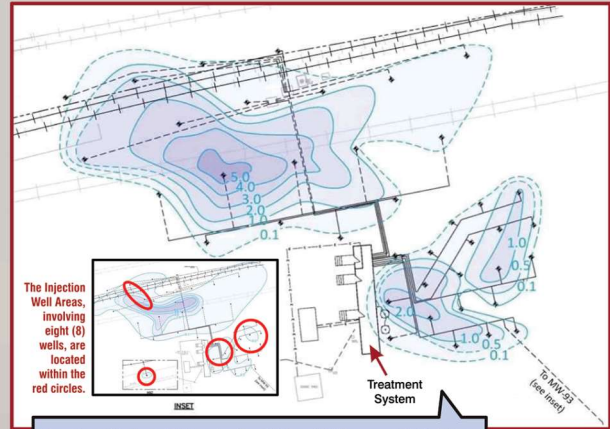 5.0
4.0
3.0
2.0
1.0
0.1
1.0
0.5
0.1
2.0
1.0
0.5
0.1
The Injection
Well Areas,
involving
eight (8)
wells, are
located
within the
red circles.
INSET
Treatment
System
To MW-93
(see inset)